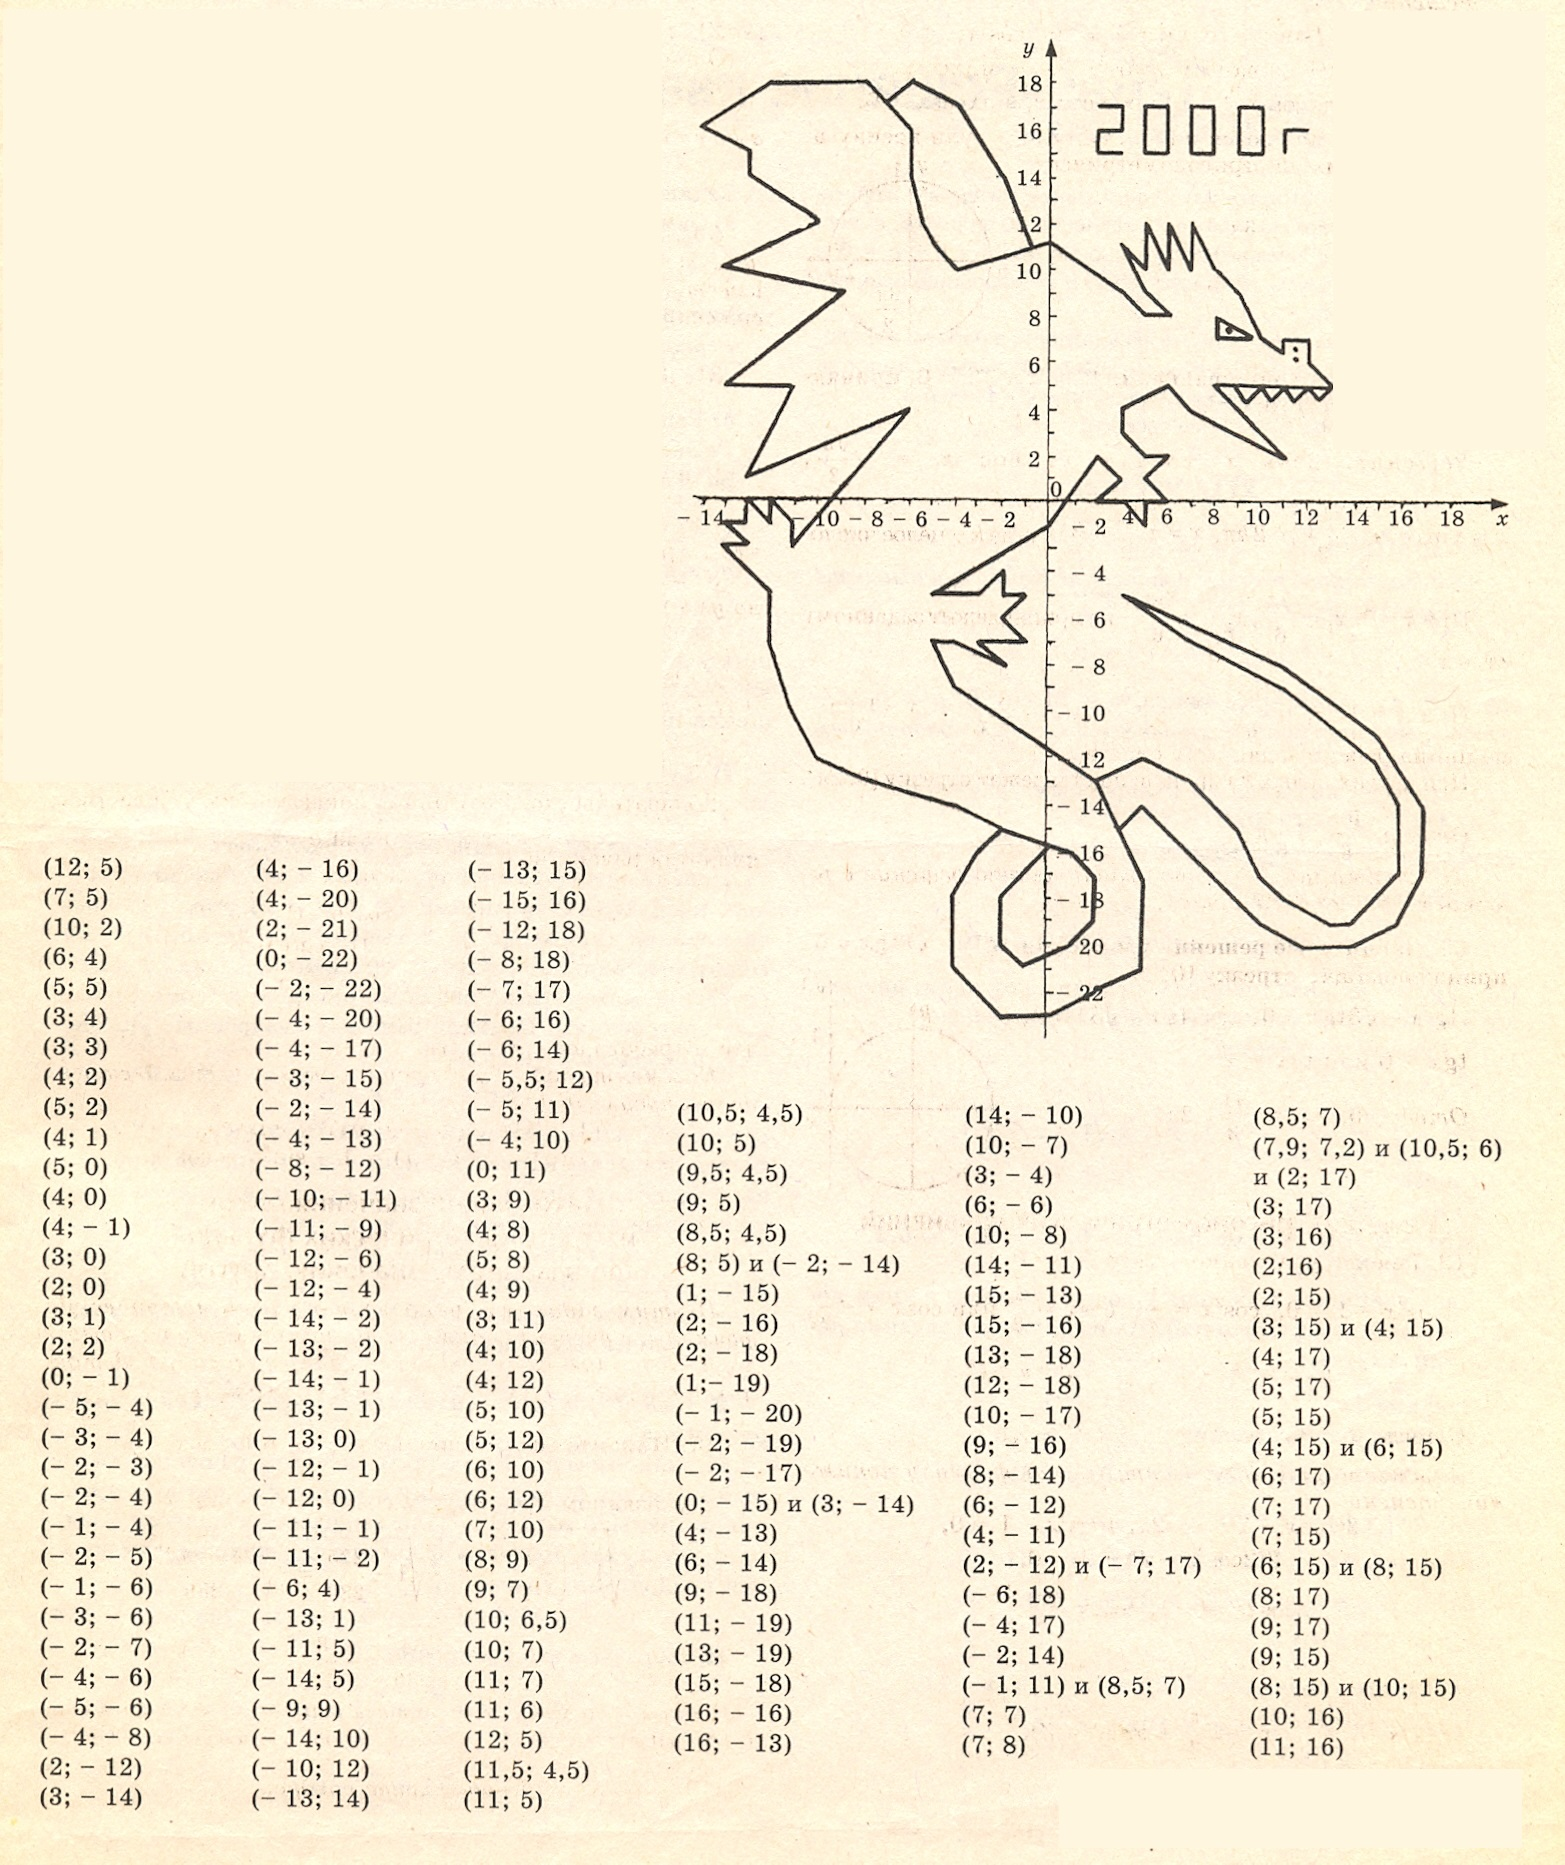 y
18
2000г
16
14
12
10
8
6
4
2
0
– 14 – 10 – 8 – 6 – 4 – 2 4 6 8 10 12 14 16 18 x
– 2
– 4
– 6
– 8
– 10
– 12
– 14
– 16
– 18
20
– 22
(12; 5)
(7; 5)
(10; 2)
(6; 4)
(5; 5)
(3; 4)
(3; 3)
(4; 2)
(5; 2)
(4; 1)
(5; 0)
(4; 0)
(4; – 1)
(3; 0)
(2; 0)
(3; 1)
(2; 2)
(0; – 1)
(– 5; – 4)
(– 3; – 4)
(– 2; – 3)
(– 2; – 4)
(– 1; – 4)
(– 2; – 5)
(– 1; – 6)
(– 3; – 6)
(– 2; – 7)
(– 4; – 6)
(– 5; – 6)
(– 4; – 8)
(2; – 12)
(3; – 14)
(4; – 16)
(4; – 20)
(2; – 21)
(0; – 22)
(– 2; – 22)
(– 4; – 20)
(– 4; – 17)
(– 3; – 15)
(– 2; – 14)
(– 4; – 13)
(– 8; – 12)
(– 10; – 11)
(– 11; – 9)
(– 12; – 6)
(– 12; – 4)
(– 14; – 2)
(– 13; – 2)
(– 14; – 1)
(– 13; – 1)
(– 13; 0)
(– 12; – 1)
(– 12; 0)
(– 11; – 1)
(– 11; – 2)
(– 6; 4)
(– 13; 1)
(– 11; 5)
(– 14; 5)
(– 9; 9)
(– 14; 10)
(– 10; 12)
(– 13; 14)
(– 13; 15)
(– 15; 16)
(– 12; 18)
(– 8; 18)
(– 7; 17)
(– 6; 16)
(– 6; 14)
(– 5,5; 12)
(– 5; 11)
(– 4; 10)
(0; 11)
(3; 9)
(4; 8)
(5; 8)
(4; 9)
(3; 11)
(4; 10)
(4; 12)
(5; 10)
(5; 12)
(6; 10)
(6; 12)
(7; 10)
(8; 9)
(9; 7)
(10; 6,5)
(10; 7)
(11; 7)
(11; 6)
(12; 5)
(11,5; 4,5)
(11; 5)
(10,5; 4,5)
(10; 5)
(9,5; 4,5)
(9; 5)
(8,5; 4,5)
(8; 5) и (– 2; – 14)
(1; – 15)
(2; – 16)
(2; – 18)
(1;– 19)
(– 1; – 20)
(– 2; – 19)
(– 2; – 17)
(0; – 15) и (3; – 14)
(4; – 13)
(6; – 14)
(9; – 18)
(11; – 19)
(13; – 19)
(15; – 18)
(16; – 16)
(16; – 13)
(14; – 10)
(10; – 7)
(3; – 4)
(6; – 6)
(10; – 8)
(14; – 11)
(15; – 13)
(15; – 16)
(13; – 18)
(12; – 18)
(10; – 17)
(9; – 16)
(8; – 14)
(6; – 12)
(4; – 11)
(2; – 12) и (– 7; 17)
(– 6; 18)
(– 4; 17)
(– 2; 14)
(– 1; 11) и (8,5; 7)
(7; 7)
(7; 8)
(8,5; 7)
(7,9; 7,2) и (10,5; 6)
и (2; 17)
(3; 17)
(3; 16)
(2;16)
(2; 15)
(3; 15) и (4; 15)
(4; 17)
(5; 17)
(5; 15)
(4; 15) и (6; 15)
(6; 17)
(7; 17)
(7; 15)
(6; 15) и (8; 15)
(8; 17)
(9; 17)
(9; 15)
(8; 15) и (10; 15)
(10; 16)
(11; 16)